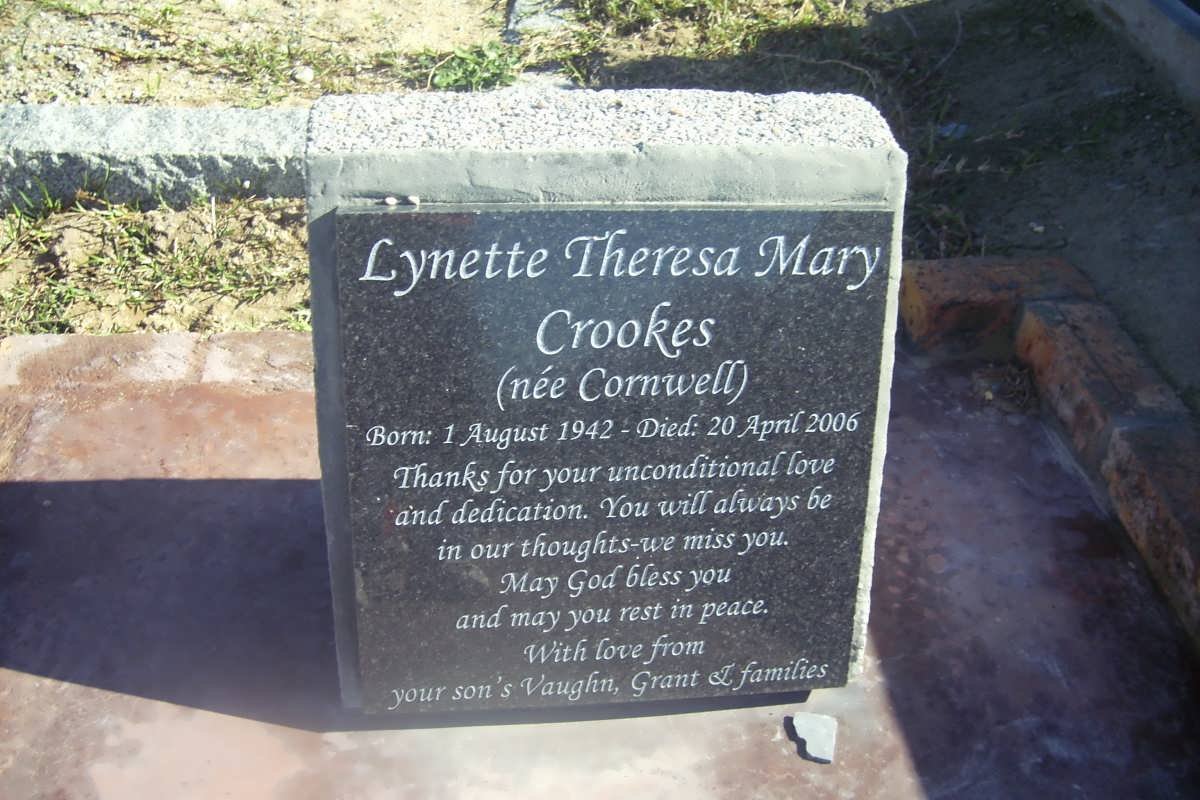 Lynette Theresa Mary
Crookes
(née Cornwell)
Born: 1 August 1942 - Died: 20 April 2006
Thanks for your unconditional love
and dedication. You will always be
in our thoughts-we miss you.
May God bless you
and may you rest in peace.
With love from
your son's Vaughn, Grant & families